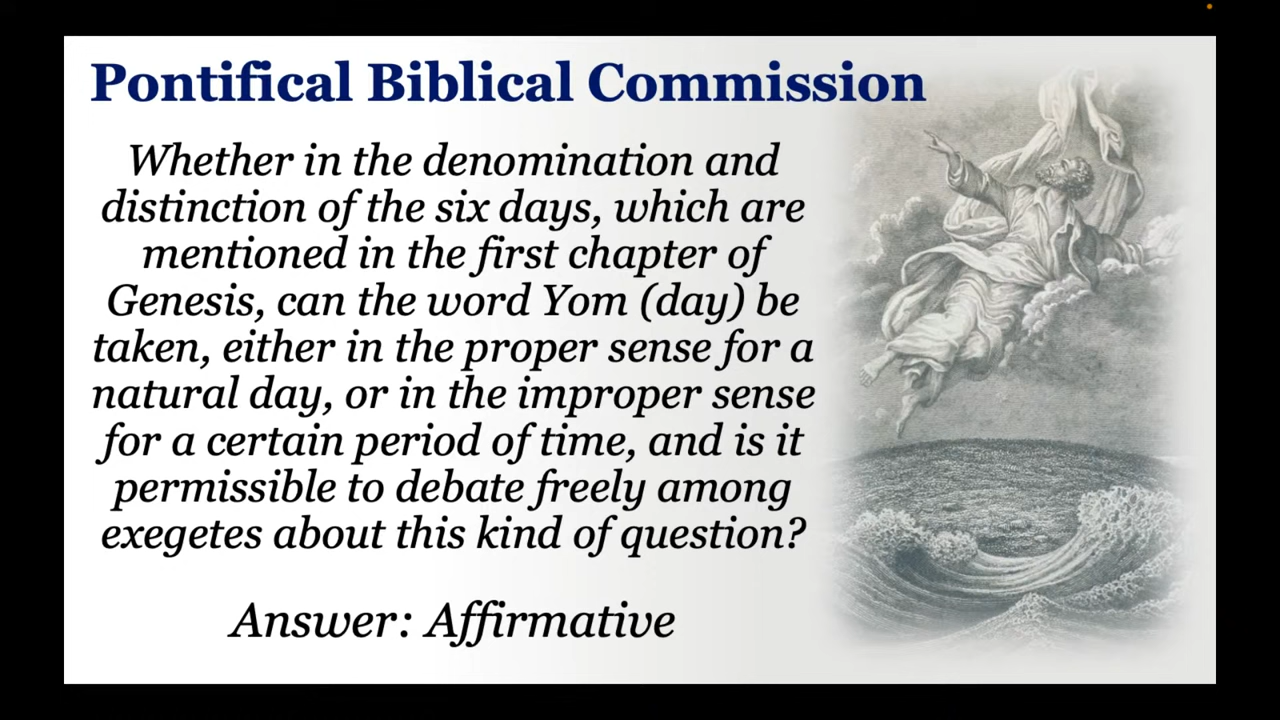 Pontifical Biblical Commission
Whether in the denomination and
distinction of the six days, which are
mentioned in the first chapter of
Genesis, can the word Yom (day) be
taken, either in the proper sense for a
natural day, or in the improper sense
for a certain period of time, and is it
permissible to debate freely among
exegetes about this kind of question?
Answer: Affirmative